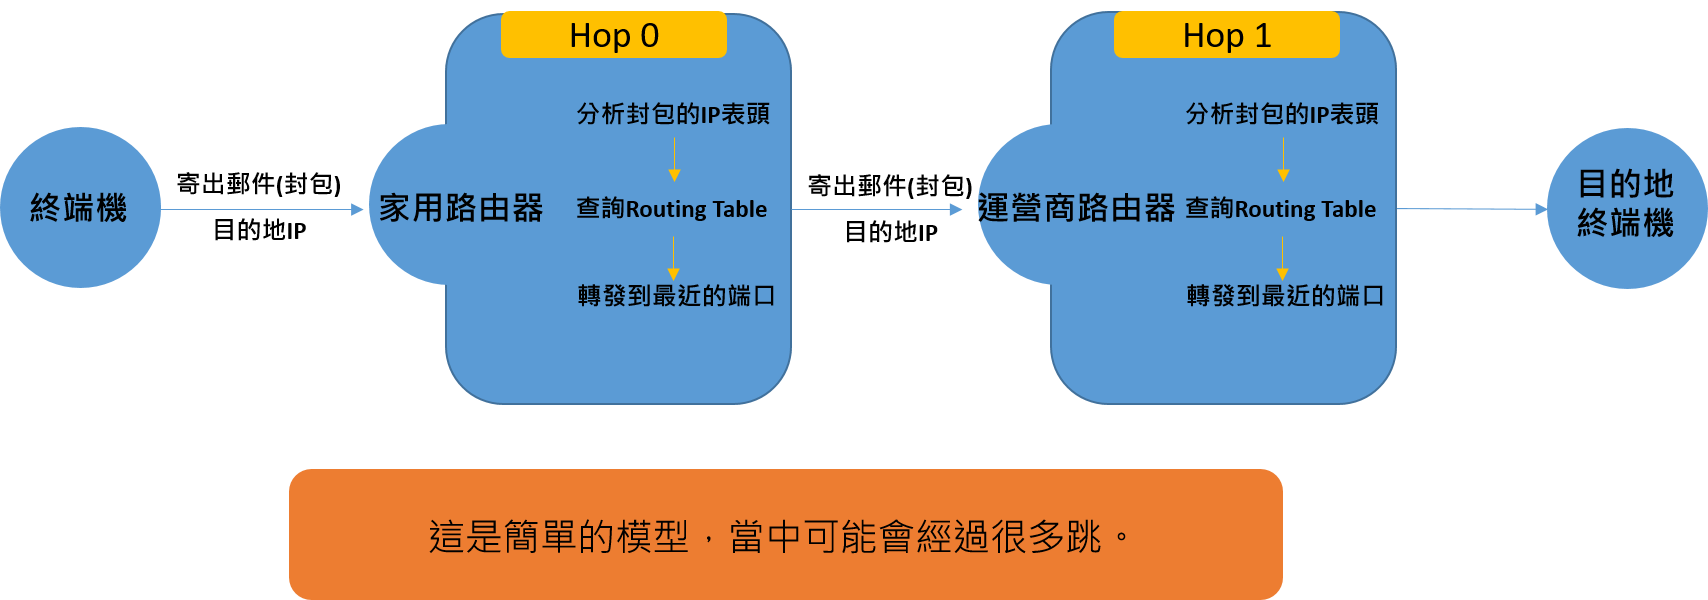 Hop 0
Hop 1
終端機
寄出郵件(封包)
目的地IP
家用路由器
分析封包的IP表頭
查詢Routing Table
轉發到最近的端口
寄出郵件(封包)
目的地IP
運營商路由器
分析封包的IP表頭
查詢Routing Table
轉發到最近的端口
目的地
終端機
這是簡單的模型，當中可能會經過很多跳。